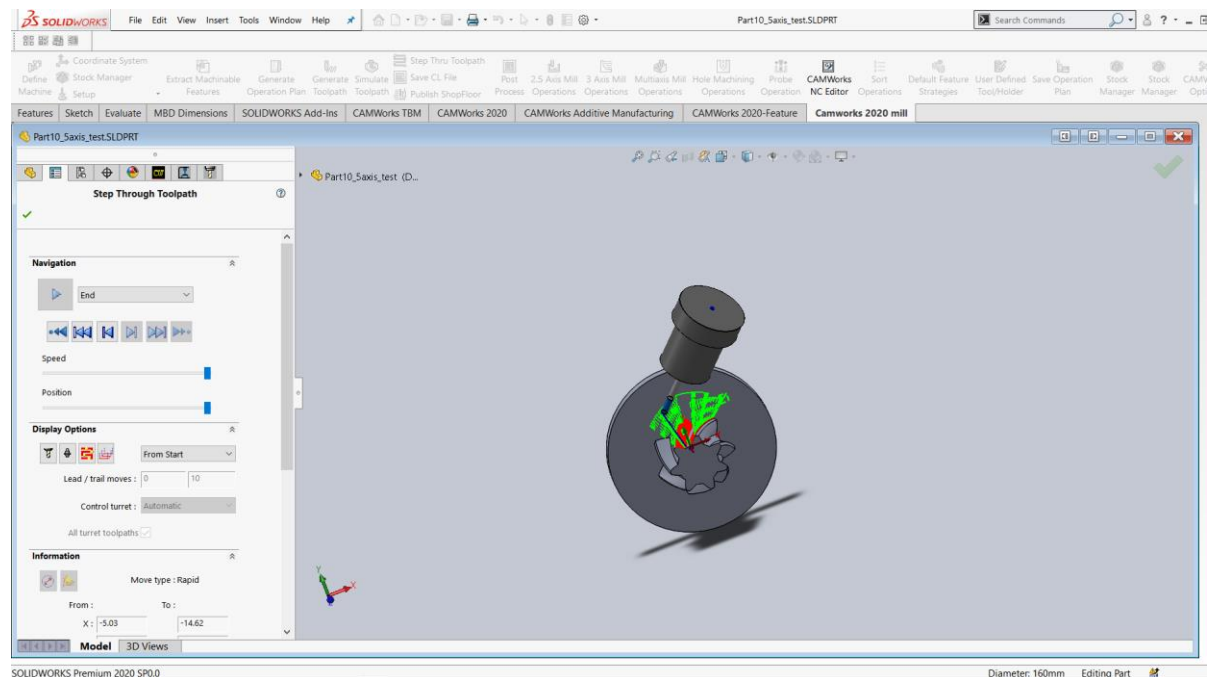 SOLIDWORKS File Edit View Insert Tools Window Help Part10_5axis_test.SLDPRT Search Commands
Coordinate System Step Thru Toolpath
Define Stock Manager Extract Machinable Generate Generate Simulate Save CL File Post 2.5 Axis Mill 3 Axis Mill Multiaxis Mill Hole Machining Probe CAMWorks Sort Default Feature User Defined Save Operation Stock Stock CAMW
Machine Setup Features Operation Plan Toolpath Toolpath Publish ShopFloor Process Operations Operations Operations Operations Operation NC Editor Operations Strategies Tool/Holder Plan Manager Manager Opti
Features Sketch Evaluate MBD Dimensions SOLIDWORKS Add-Ins CAMWorks TBM CAMWorks 2020 CAMWorks Additive Manufacturing CAMWorks 2020-Feature Camworks 2020 mill
Part10_5axis_test.SLDPRT
Part10_5axis_test (D...
Step Through Toolpath
Navigation
End
Speed
Position
Display Options
From Start
Lead / trail moves : 0 10
Control turret : Automatic
All turret toolpaths
Information
Move type : Rapid
From : To :
X : -5.03 -14.62
Y
X
Model 3D Views
SOLIDWORKS Premium 2020 SP0.0 Diameter: 160mm Editing Part